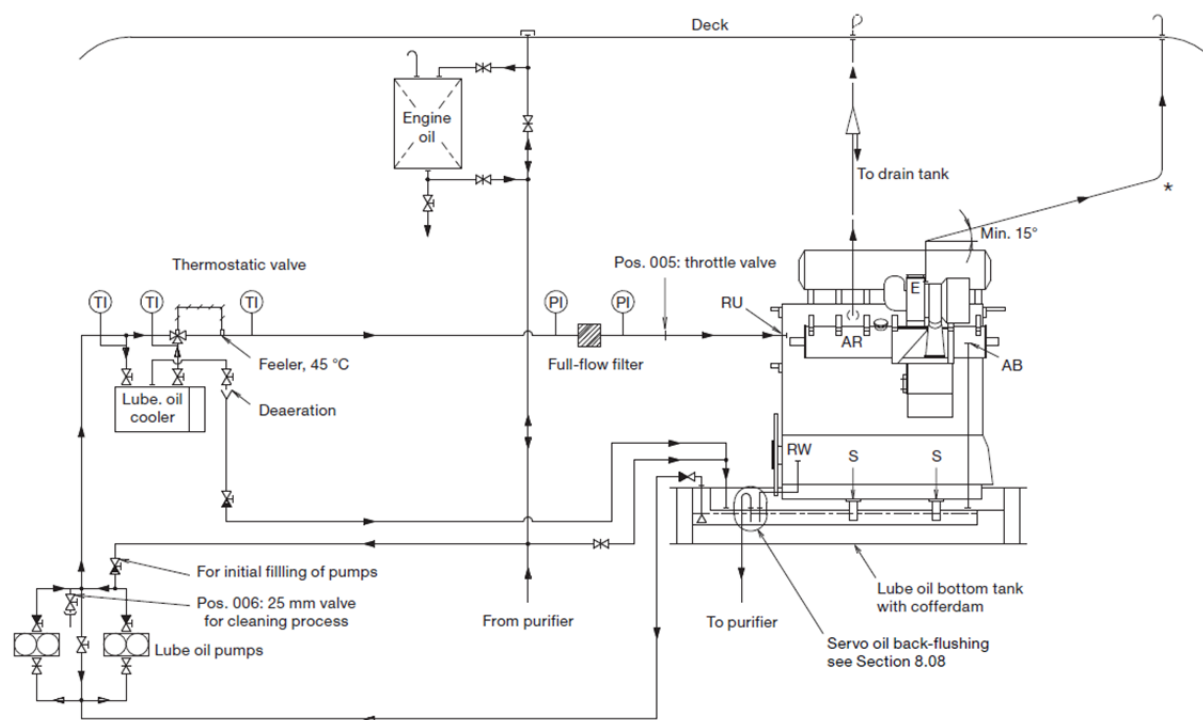 Deck
Engine
oil
To drain tank
*
Min. 15°
Thermostatic valve
Pos. 005: throttle valve
TI
TI
TI
PI
PI
RU
E
AR
AB
Feeler, 45 °C
Full-flow filter
Lube. oil
cooler
Deaeration
RW
S
S
For initial fillling of pumps
Pos. 006: 25 mm valve
for cleaning process
From purifier
To purifier
Lube oil bottom tank
with cofferdam
Lube oil pumps
Servo oil back-flushing
see Section 8.08